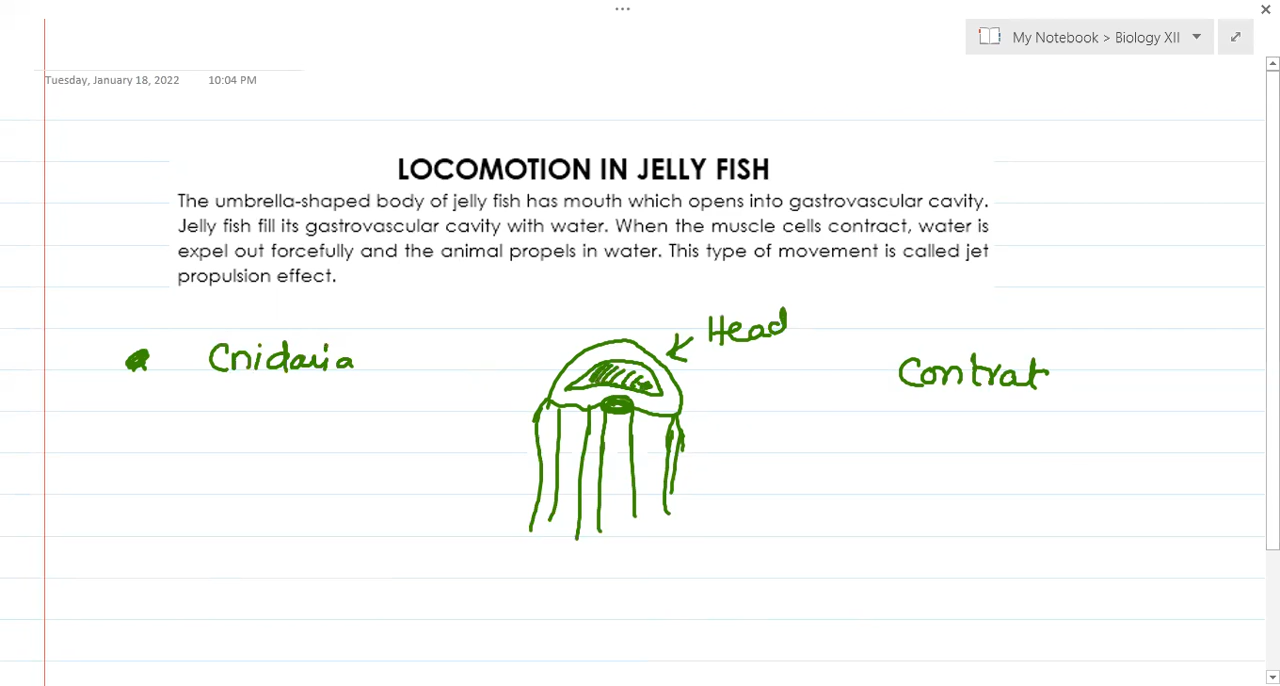 My Notebook > Biology XII
Tuesday, January 18, 2022 10:04 PM
LOCOMOTION IN JELLY FISH
The umbrella-shaped body of jelly fish has mouth which opens into gastrovascular cavity.
Jelly fish fill its gastrovascular cavity with water. When the muscle cells contract, water is
expel out forcefully and the animal propels in water. This type of movement is called jet
propulsion effect.
Head
Cnidaria
Contrat